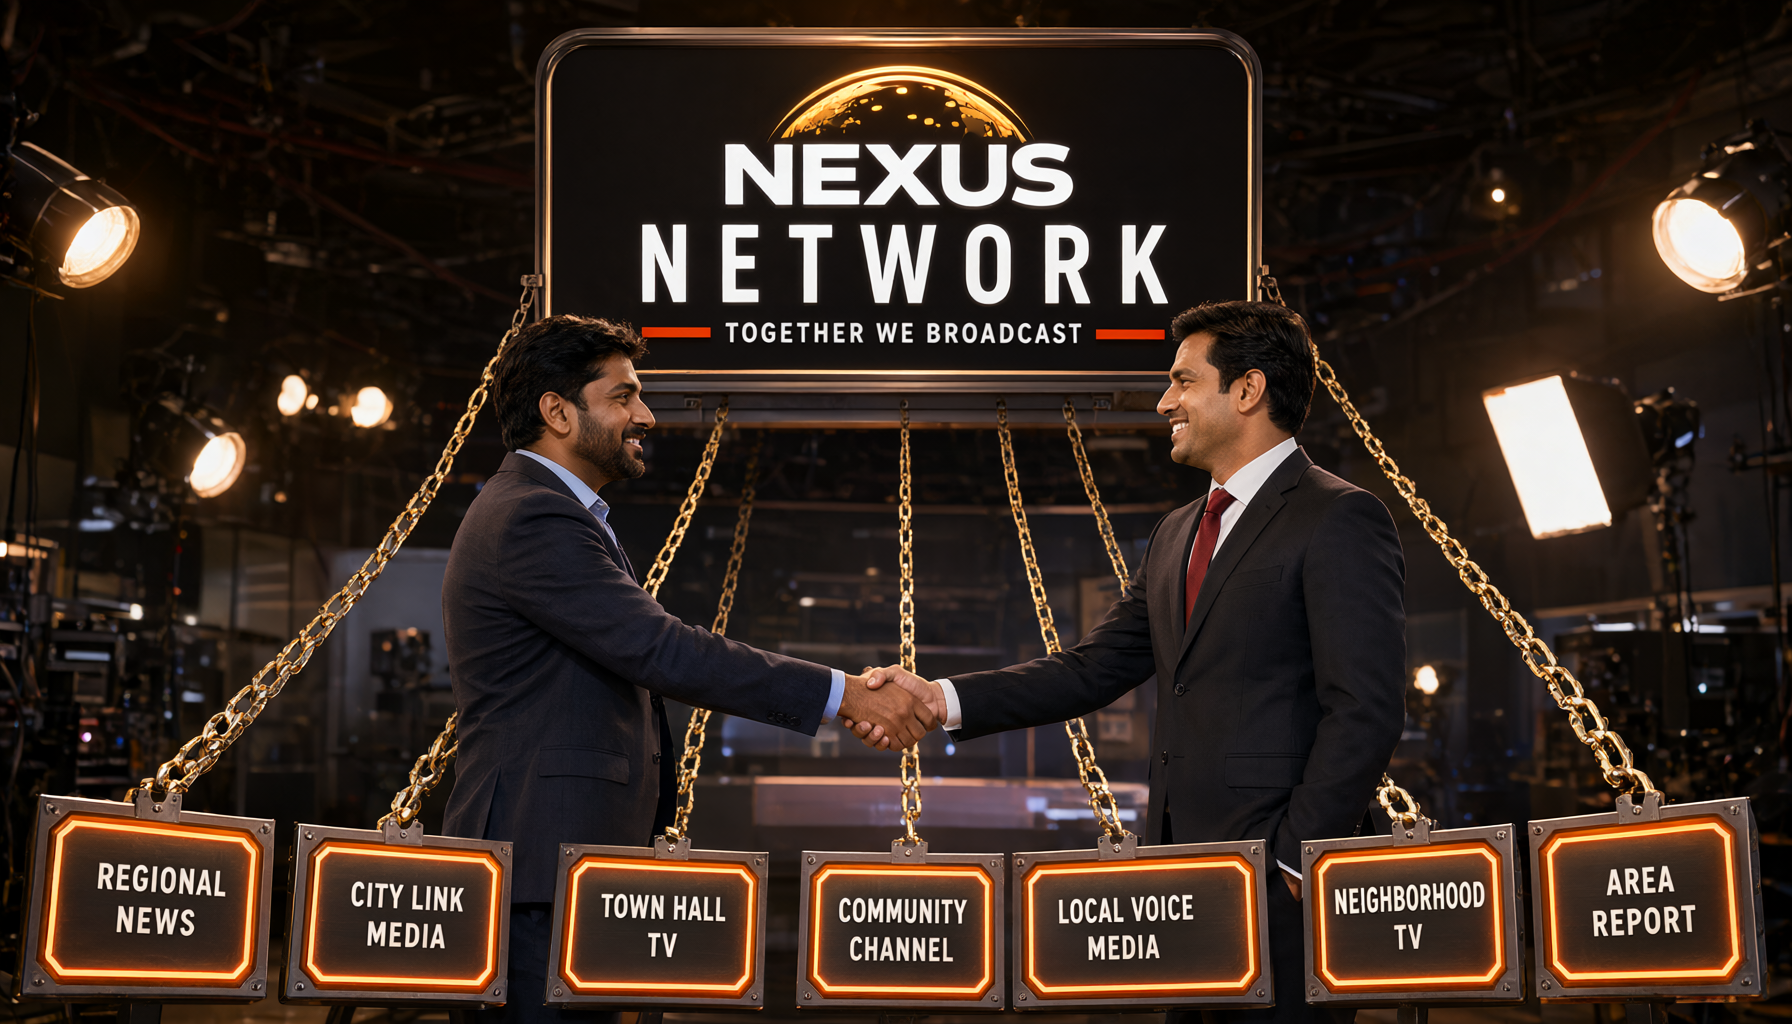 NEXUS
NETWORK
TOGETHER WE BROADCAST
REGIONAL
NEWS
CITY LINK
MEDIA
TOWN HALL
TV
COMMUNITY
CHANNEL
LOCAL VOICE
MEDIA
NEIGHBORHOOD
TV
AREA
REPORT